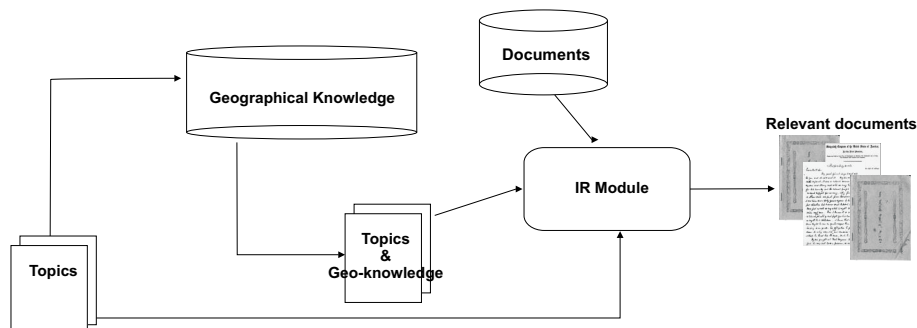 Documents
Geographical Knowledge
Relevant documents
IR Module
Topics
&
Geo-knowledge
Topics